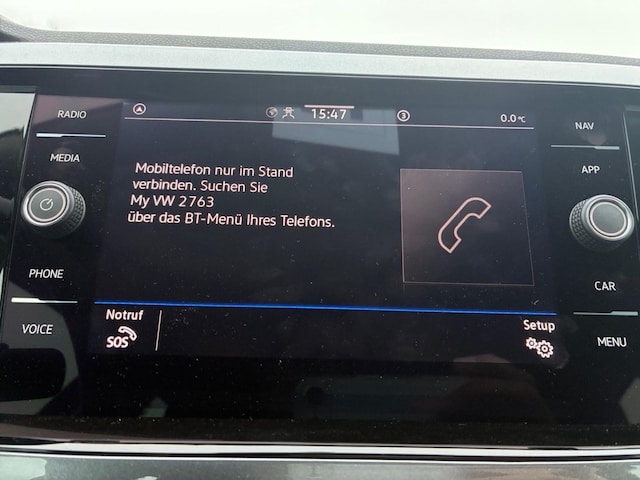 RADIO
MEDIA
PHONE
VOICE
15:47
3
0.0°C
Mobiltelefon nur im Stand
verbinden. Suchen Sie
My VW 2763
über das BT-Menü Ihres Telefons.
Notruf
SOS
Setup
NAV
APP
CAR
MENU